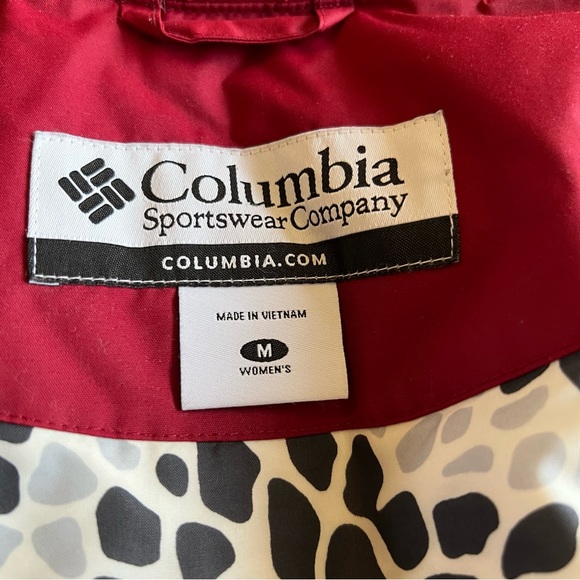 Columbia
Sportswear Company
COLUMBIA.COM
MADE IN VIETNAM
M
WOMEN'S